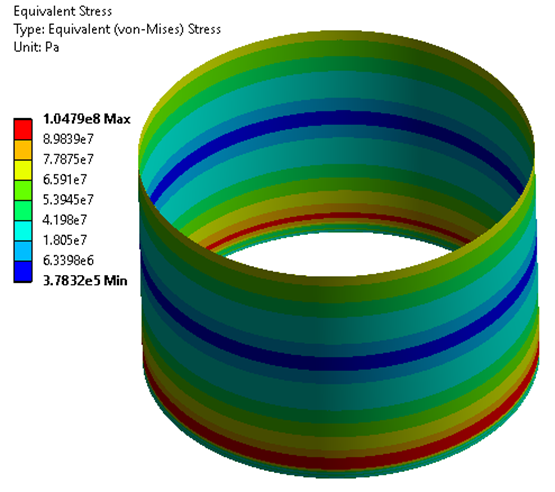 Equivalent Stress
Type: Equivalent (von-Mises) Stress
Unit: Pa
1.0479e8 Max
8.9839e7
7.7875e7
6.591e7
5.3945e7
4.198e7
1.805e7
6.3398e6
3.7832e5 Min